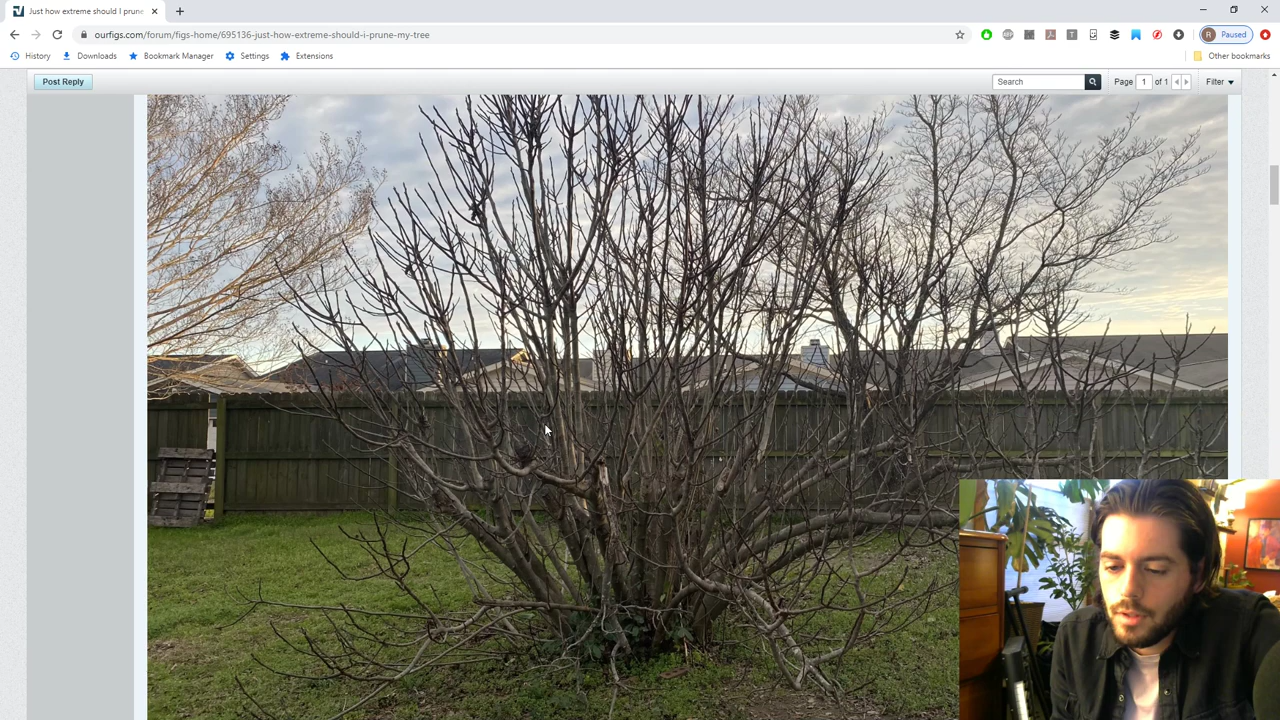 Just how extreme should I prune
ourfigs.com/forum/figs-home/695136-just-how-extreme-should-i-prune-my-tree
R Paused
History Downloads Bookmark Manager Settings Extensions Other bookmarks
Post Reply Search Page 1 of 1 Filter